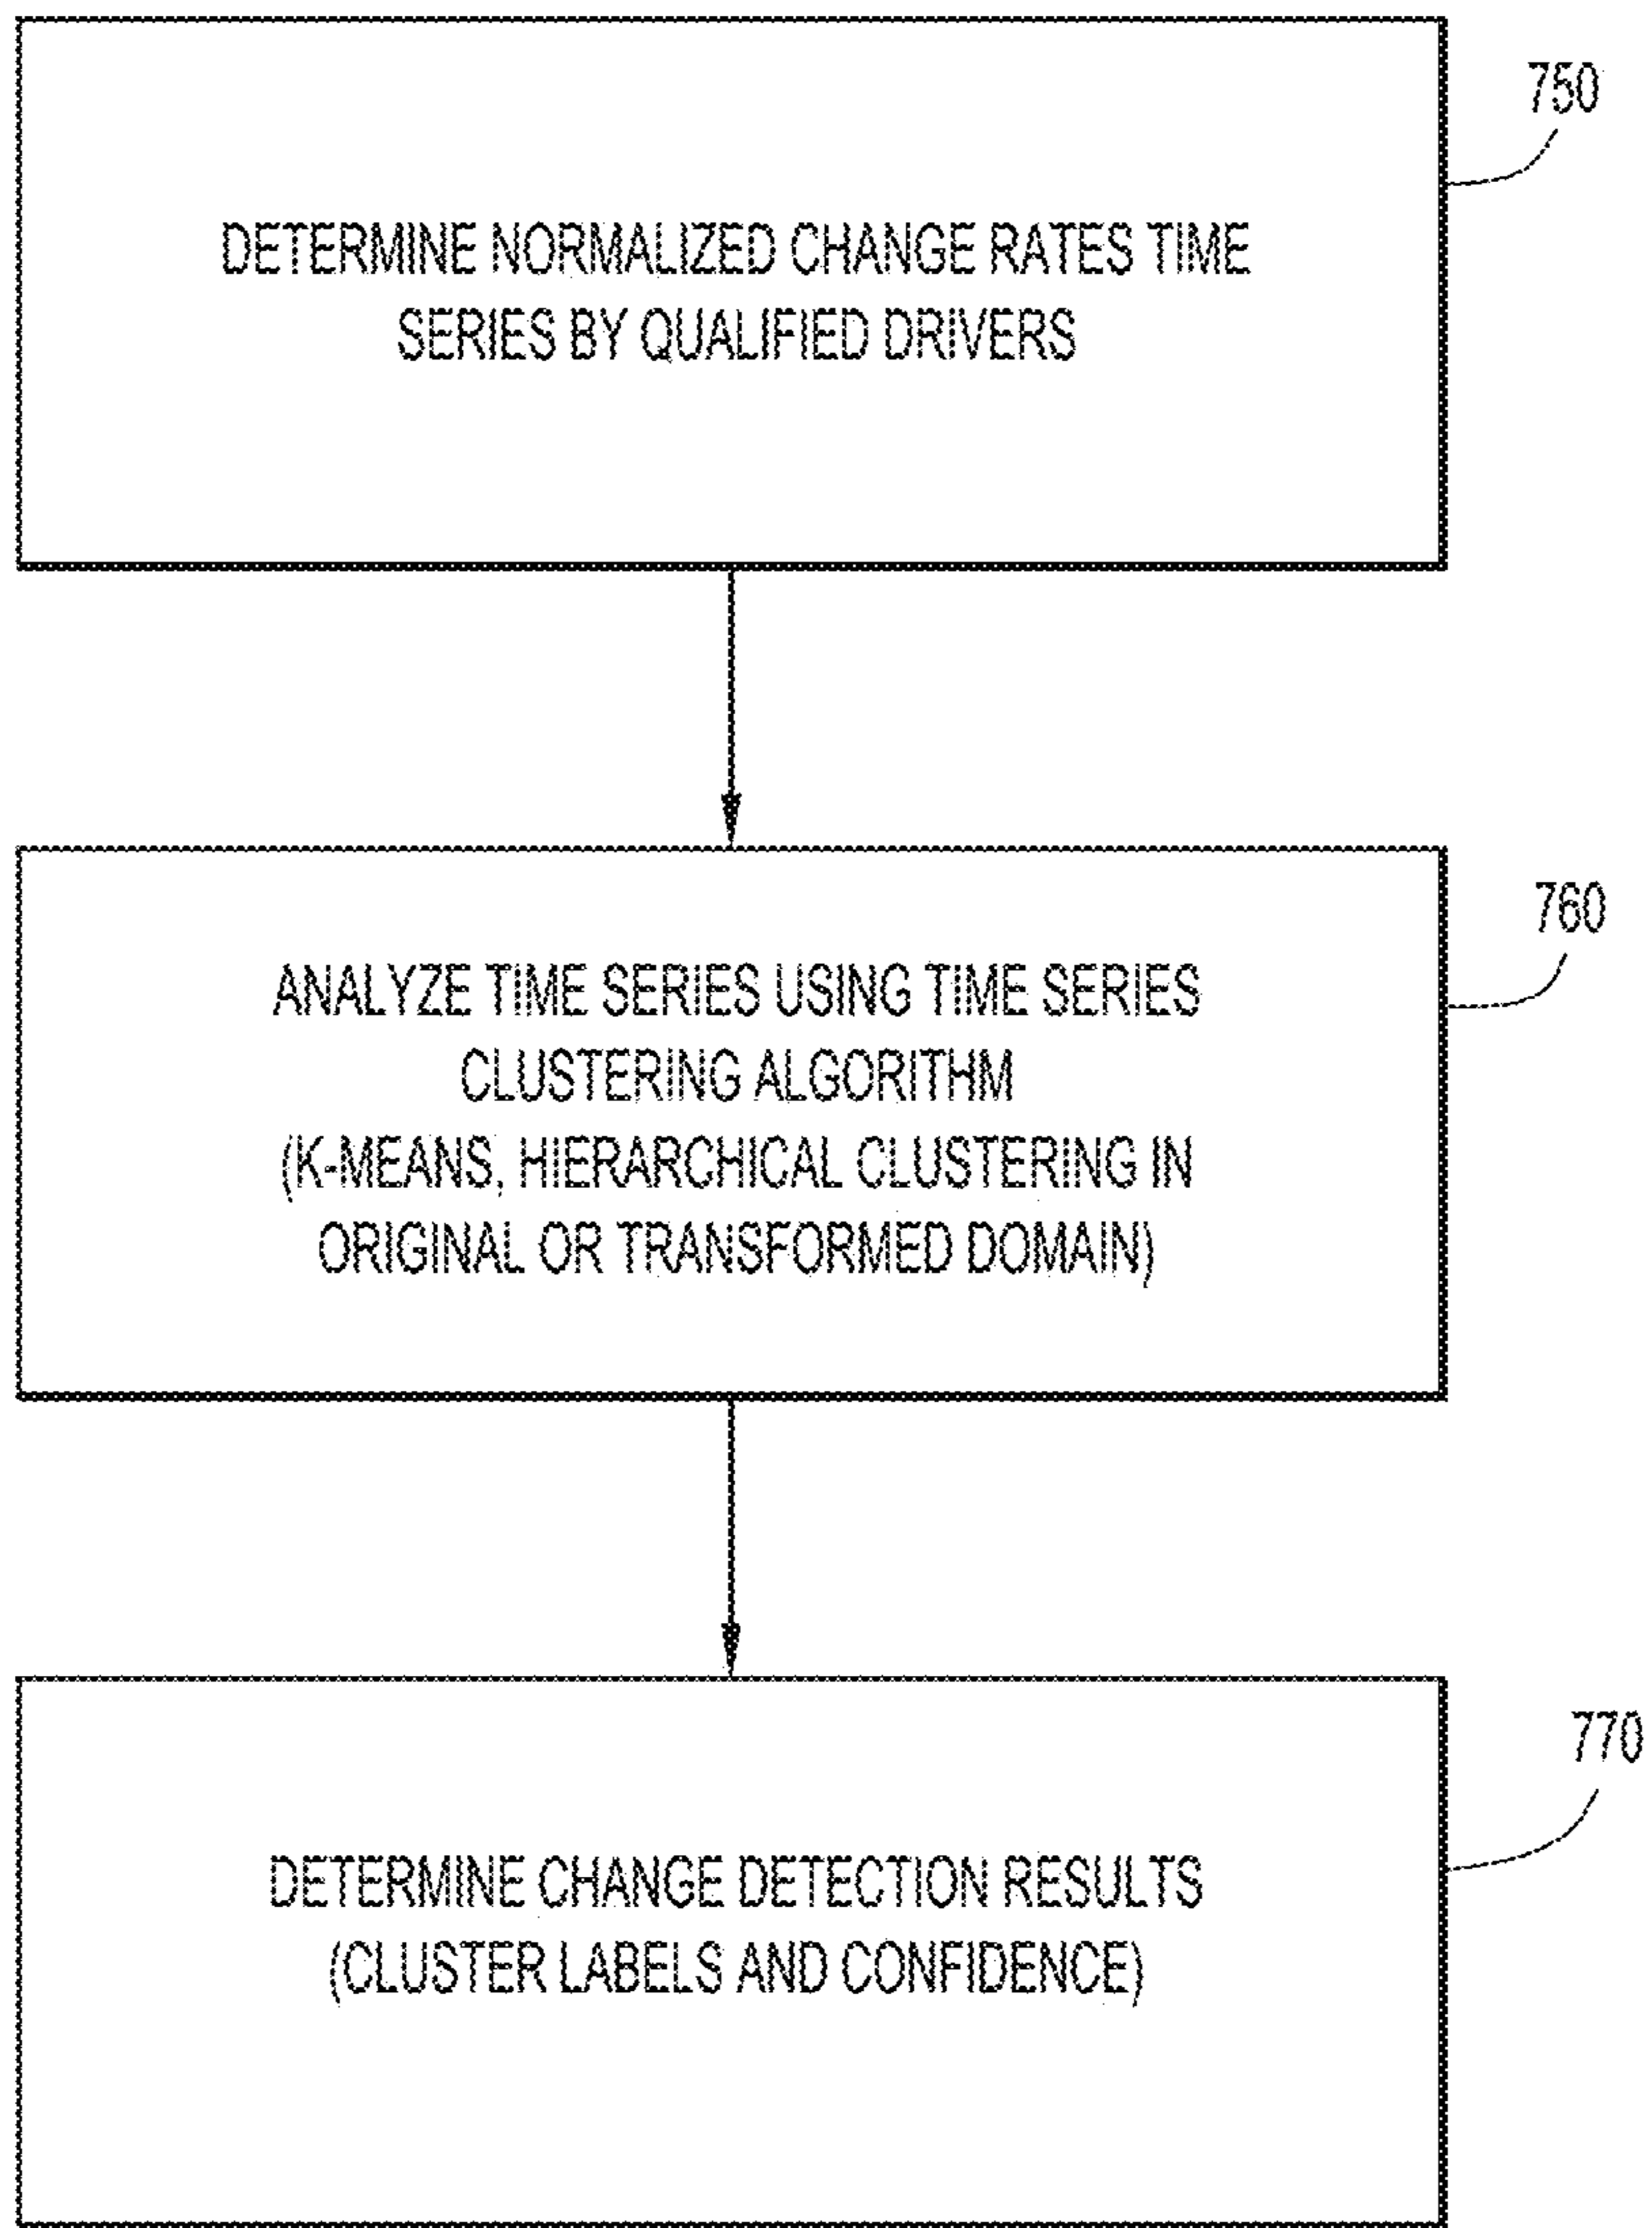 750
DETERMINE NORMALIZED CHANGE RATES TIME
SERIES BY QUALIFIED DRIVERS
760
ANALYZE TIME SERIES USING TIME SERIES
CLUSTERING ALGORITHM
(K-MEANS, HIERARCHICAL CLUSTERING IN
ORIGINAL OR TRANSFORMED DOMAIN)
770
DETERMINE CHANGE DETECTION RESULTS
(CLUSTER LABELS AND CONFIDENCE)